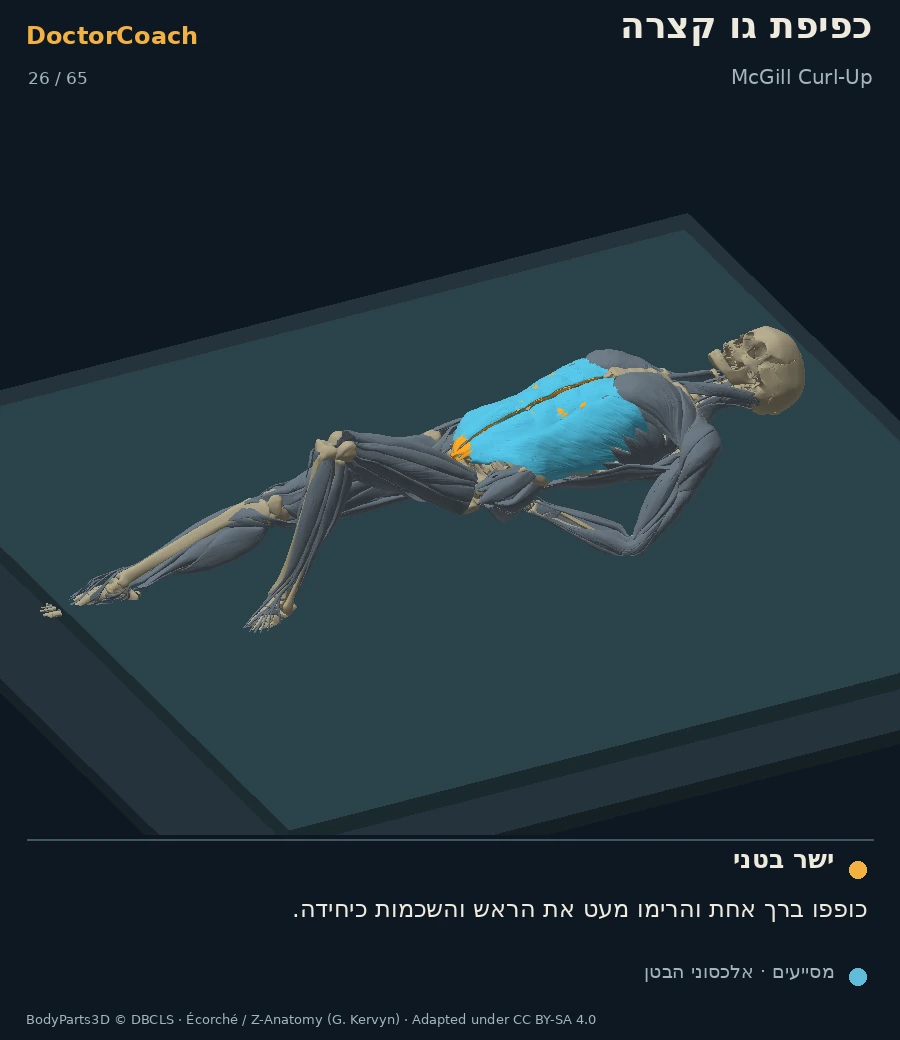 DoctorCoach
כפיפת גו קצרה
26 / 65
McGill Curl-Up
ישר בטני
כופפו ברך אחת והרימו מעט את הראש והשכמות כיחידה.
מסייעים · אלכסוני הבטן
BodyParts3D © DBCLS · Écorché / Z-Anatomy (G. Kervyn) · Adapted under CC BY-SA 4.0